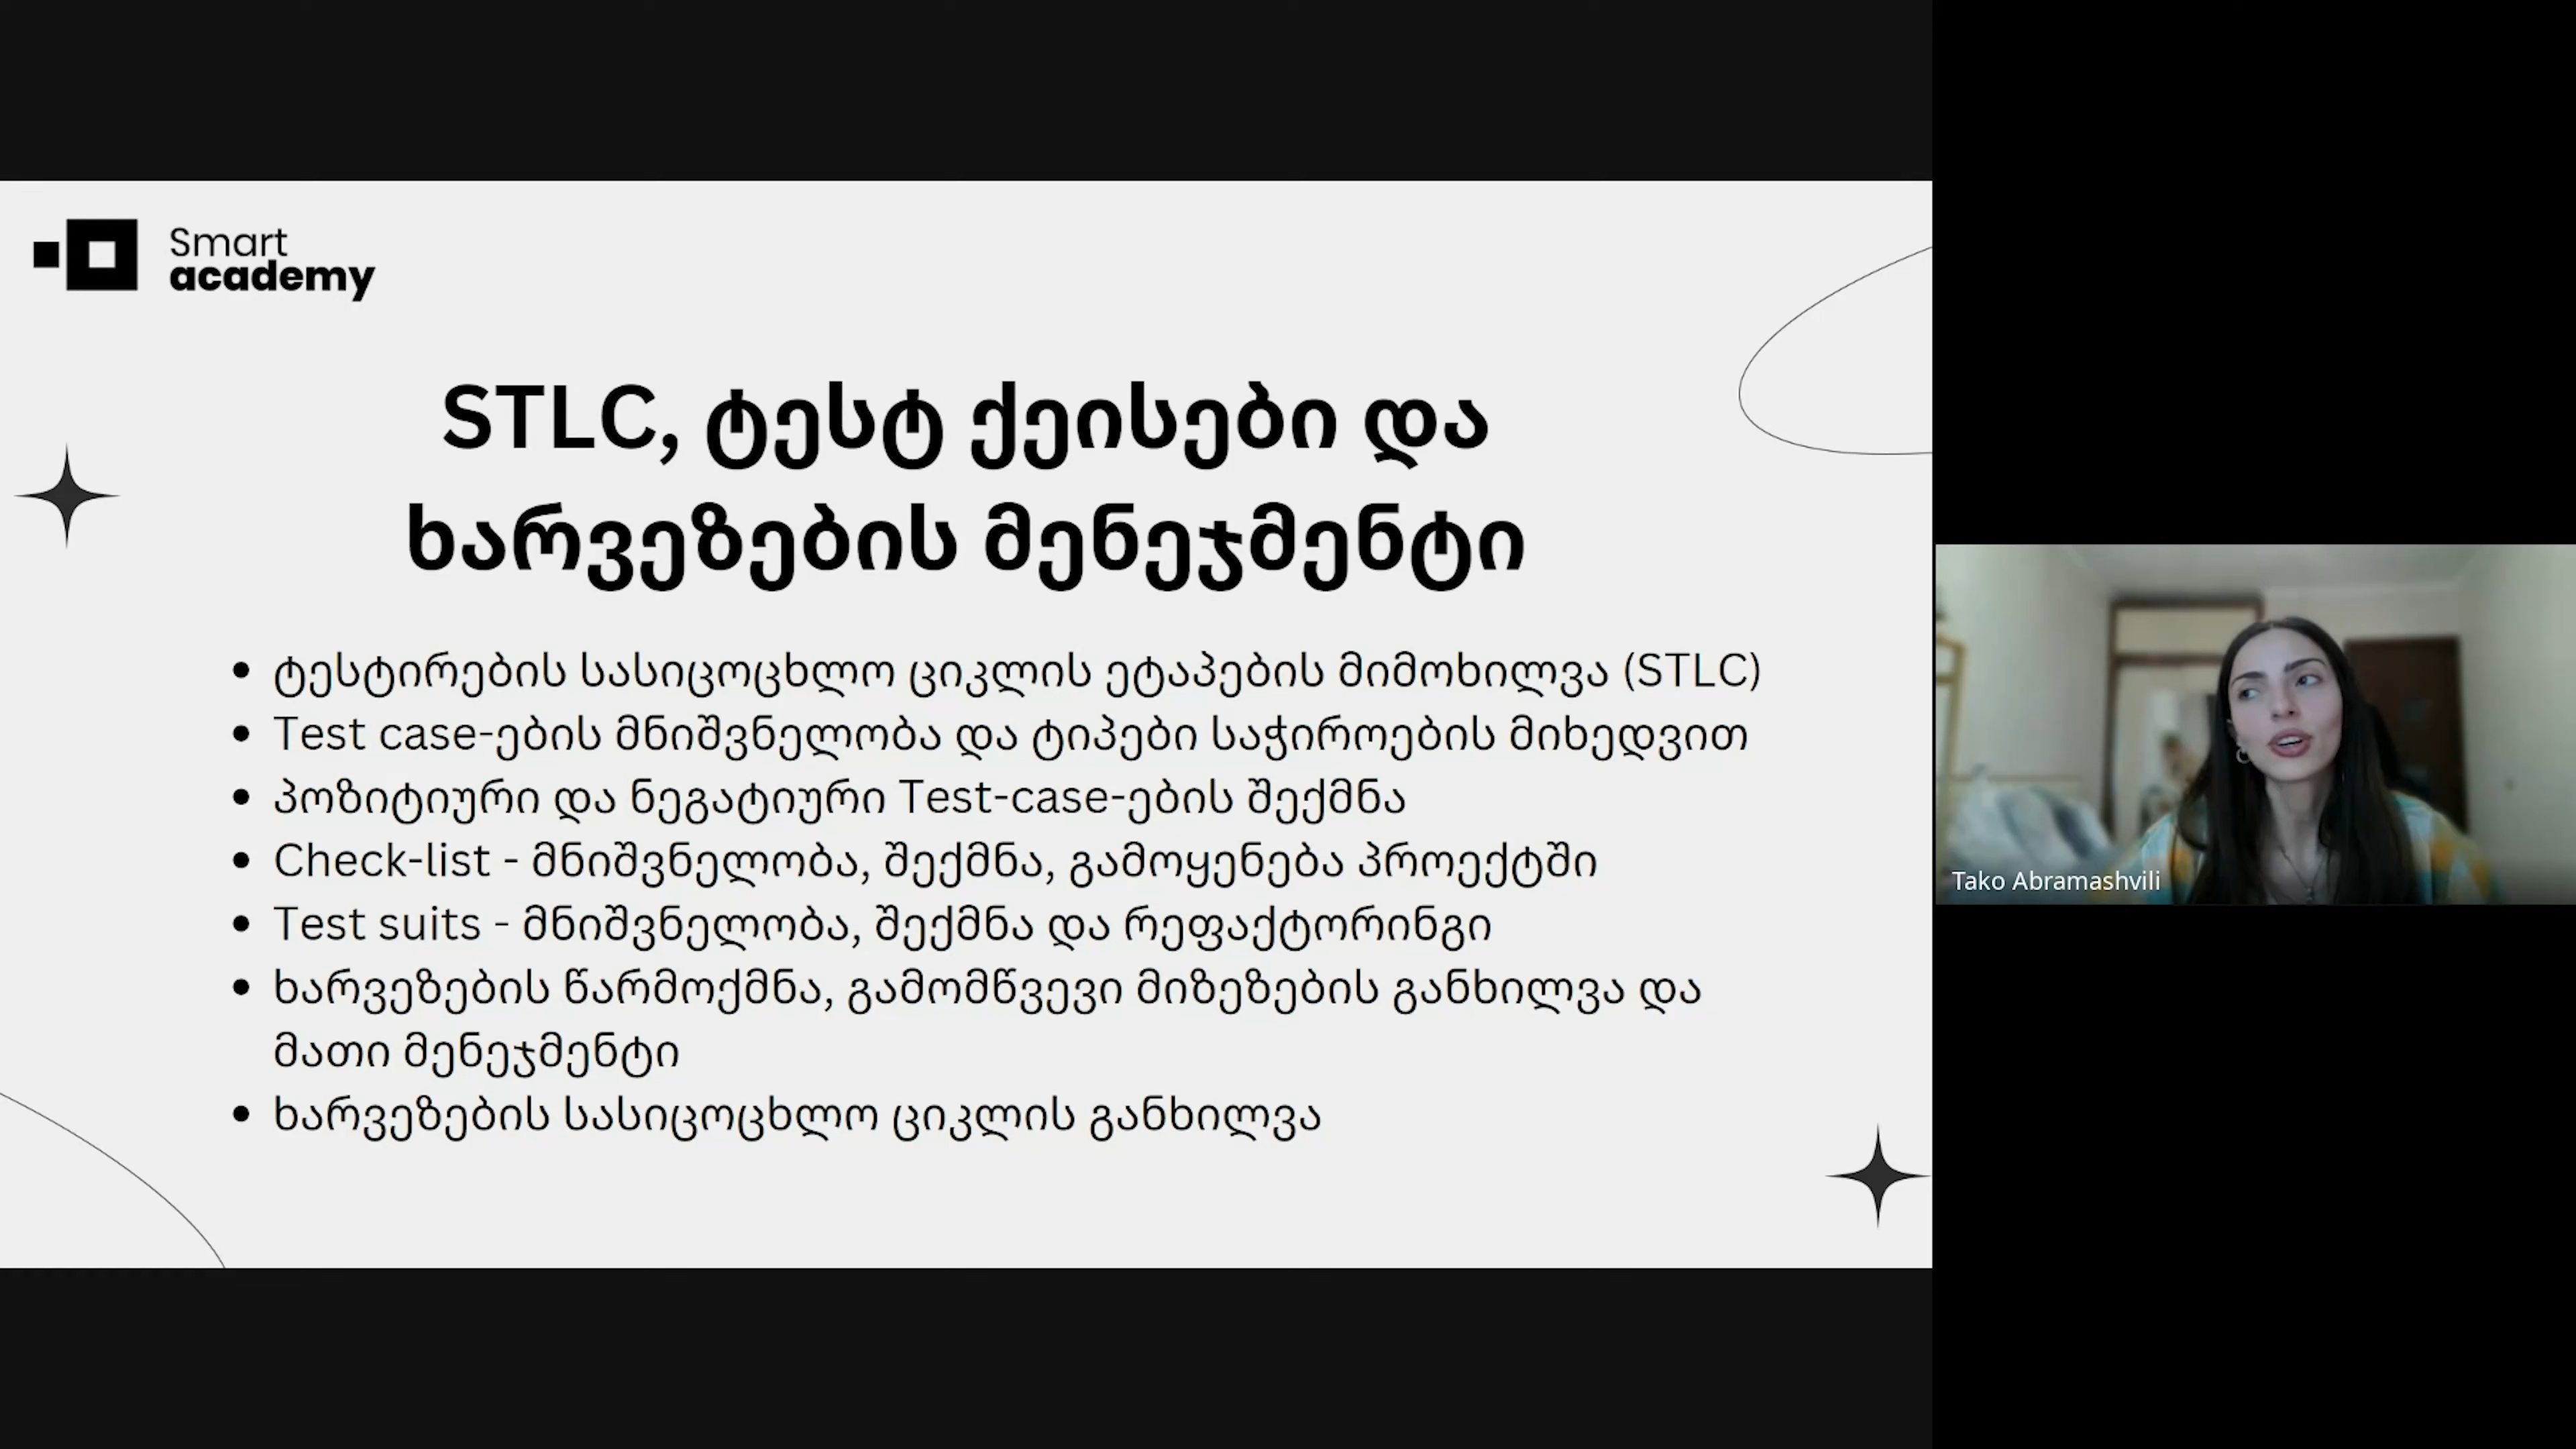 Smart
academy
STLC, ტესტ ქეისები და
ხარვეზების მენეჯმენტი
• ტესტირების სასიცოცხლო ციკლის ეტაპების მიმოხილვა (STLC)
• Test case-ების მნიშვნელობა და ტიპები საჭიროების მიხედვით
• პოზიტიური და ნეგატიური Test-case-ების შექმნა
• Check-list - მნიშვნელობა, შექმნა, გამოყენება პროექტში
• Test suits - მნიშვნელობა, შექმნა და რეფაქტორინგი
• ხარვეზების წარმოქმნა, გამომწვევი მიზეზების განხილვა და
მათი მენეჯმენტი
• ხარვეზების სასიცოცხლო ციკლის განხილვა
Tako Abramashvili